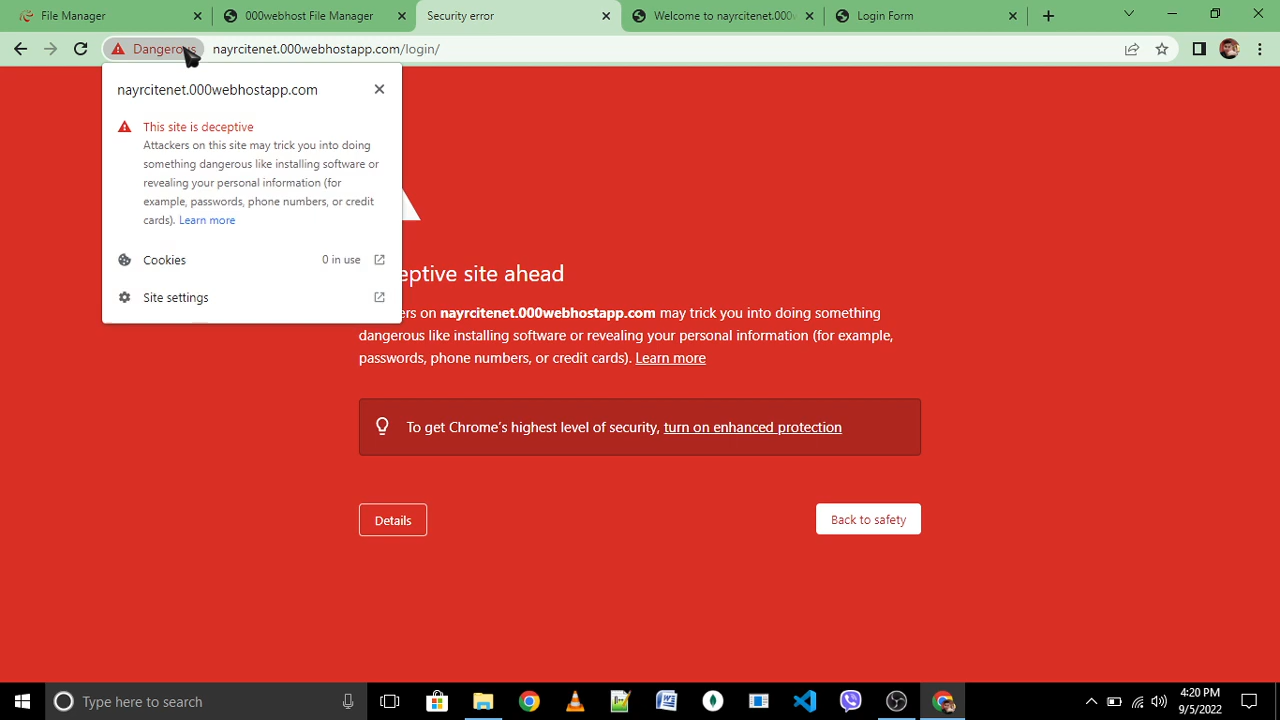 File Manager
000webhost File Manager
Security error
Welcome to nayrcitenet.000w
Login Form
Dangerous
nayrcitenet.000webhostapp.com/login/
nayrcitenet.000webhostapp.com
This site is deceptive
Attackers on this site may trick you into doing
something dangerous like installing software or
revealing your personal information (for
example, passwords, phone numbers, or credit
cards). Learn more
Cookies
0 in use
Site settings
eptive site ahead
ers on nayrcitenet.000webhostapp.com may trick you into doing something
dangerous like installing software or revealing your personal information (for example,
passwords, phone numbers, or credit cards). Learn more
To get Chrome's highest level of security, turn on enhanced protection
Details
Back to safety
Type here to search
4:20 PM
9/5/2022